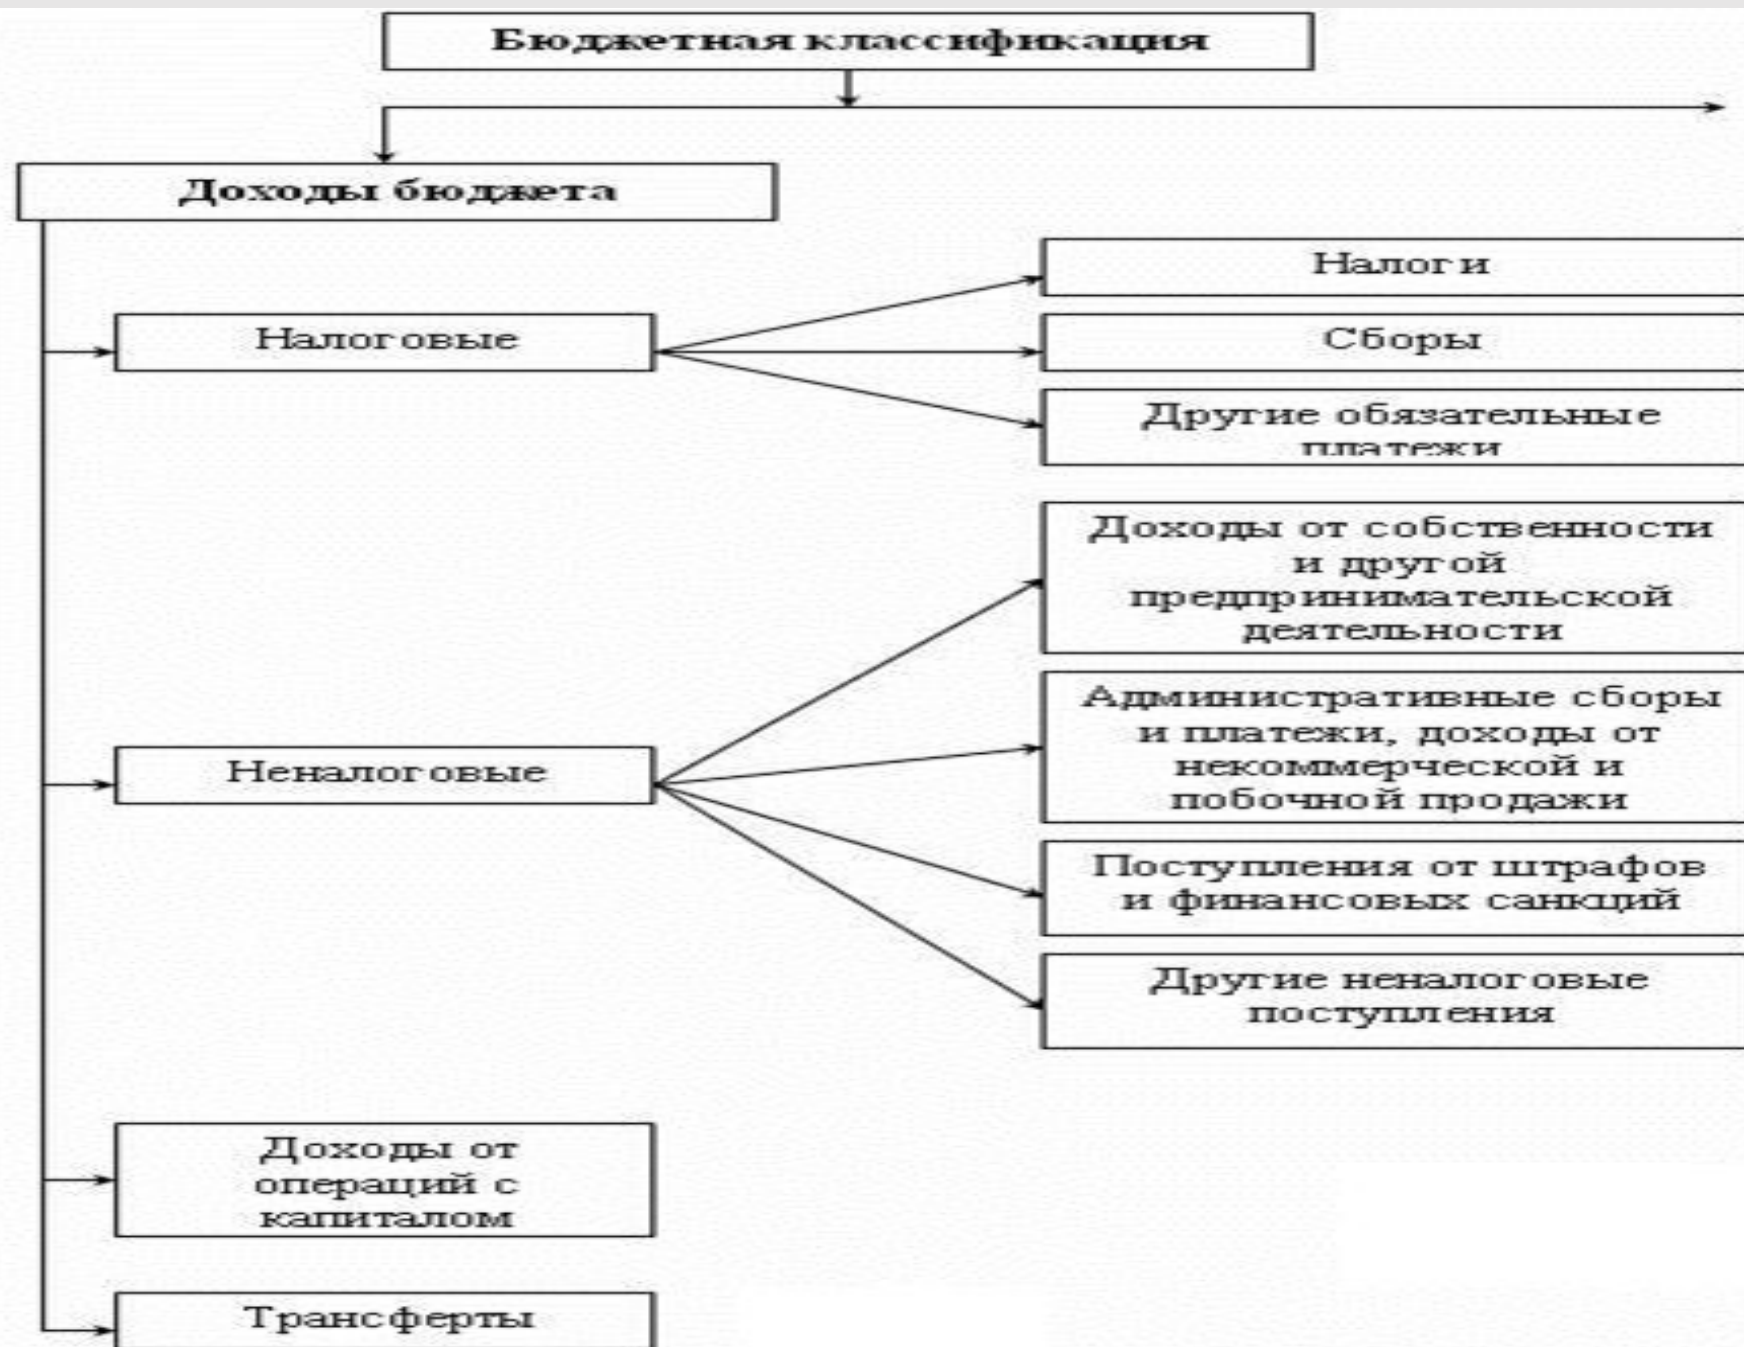 Бюджетная классификация
Доходы бюджета
Налоговые
Налоги
Сборы
Другие обязательные
платежи
Неналоговые
Доходы от собственности
и другой
предпринимательской
деятельности
Административные сборы
и платежи, доходы от
некоммерческой и
побочной продажи
Поступления от штрафов
и финансовых санкций
Другие неналоговые
поступления
Доходы от
операций с
капиталом
Трансферты